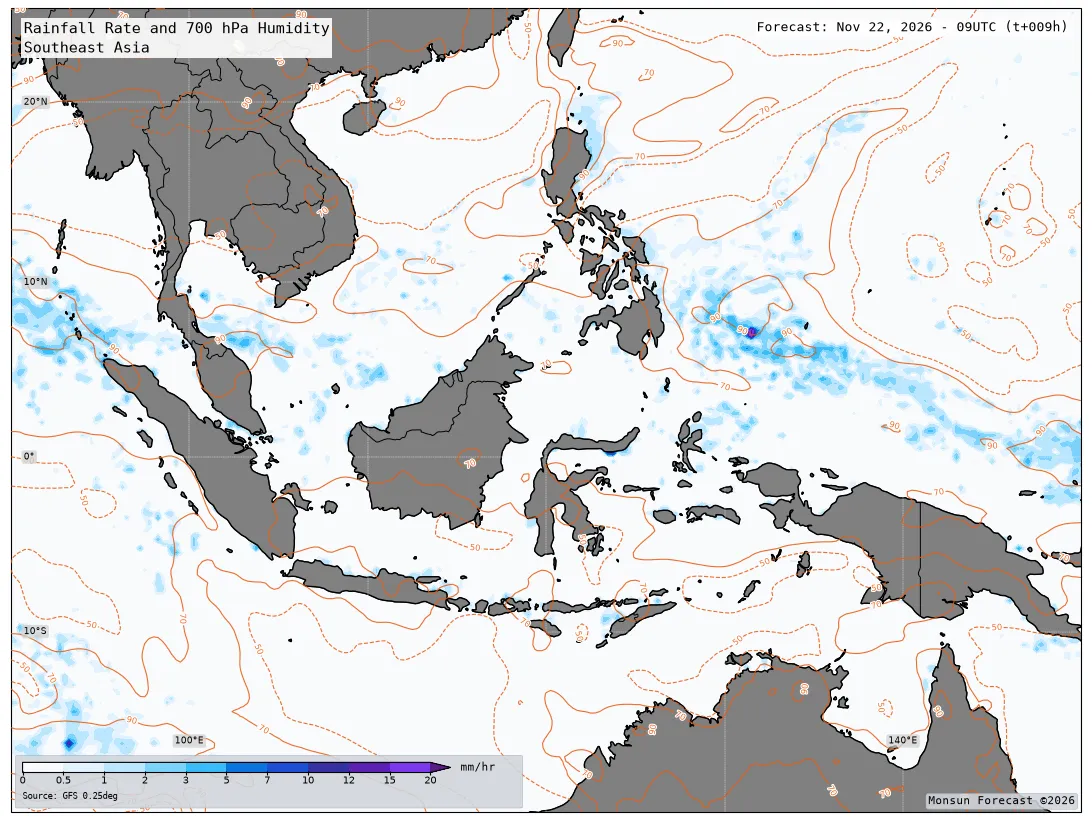 Rainfall Rate and 700 hPa Humidity
Southeast Asia
Forecast: Nov 22, 2026 - 09UTC (t+009h)
20°N
10°N
0°
10°S
100°E
140°E
mm/hr
0 0.5 1 2 3 5 7 10 12 15 20
Source: GFS 0.25deg
Monsun Forecast ©2026